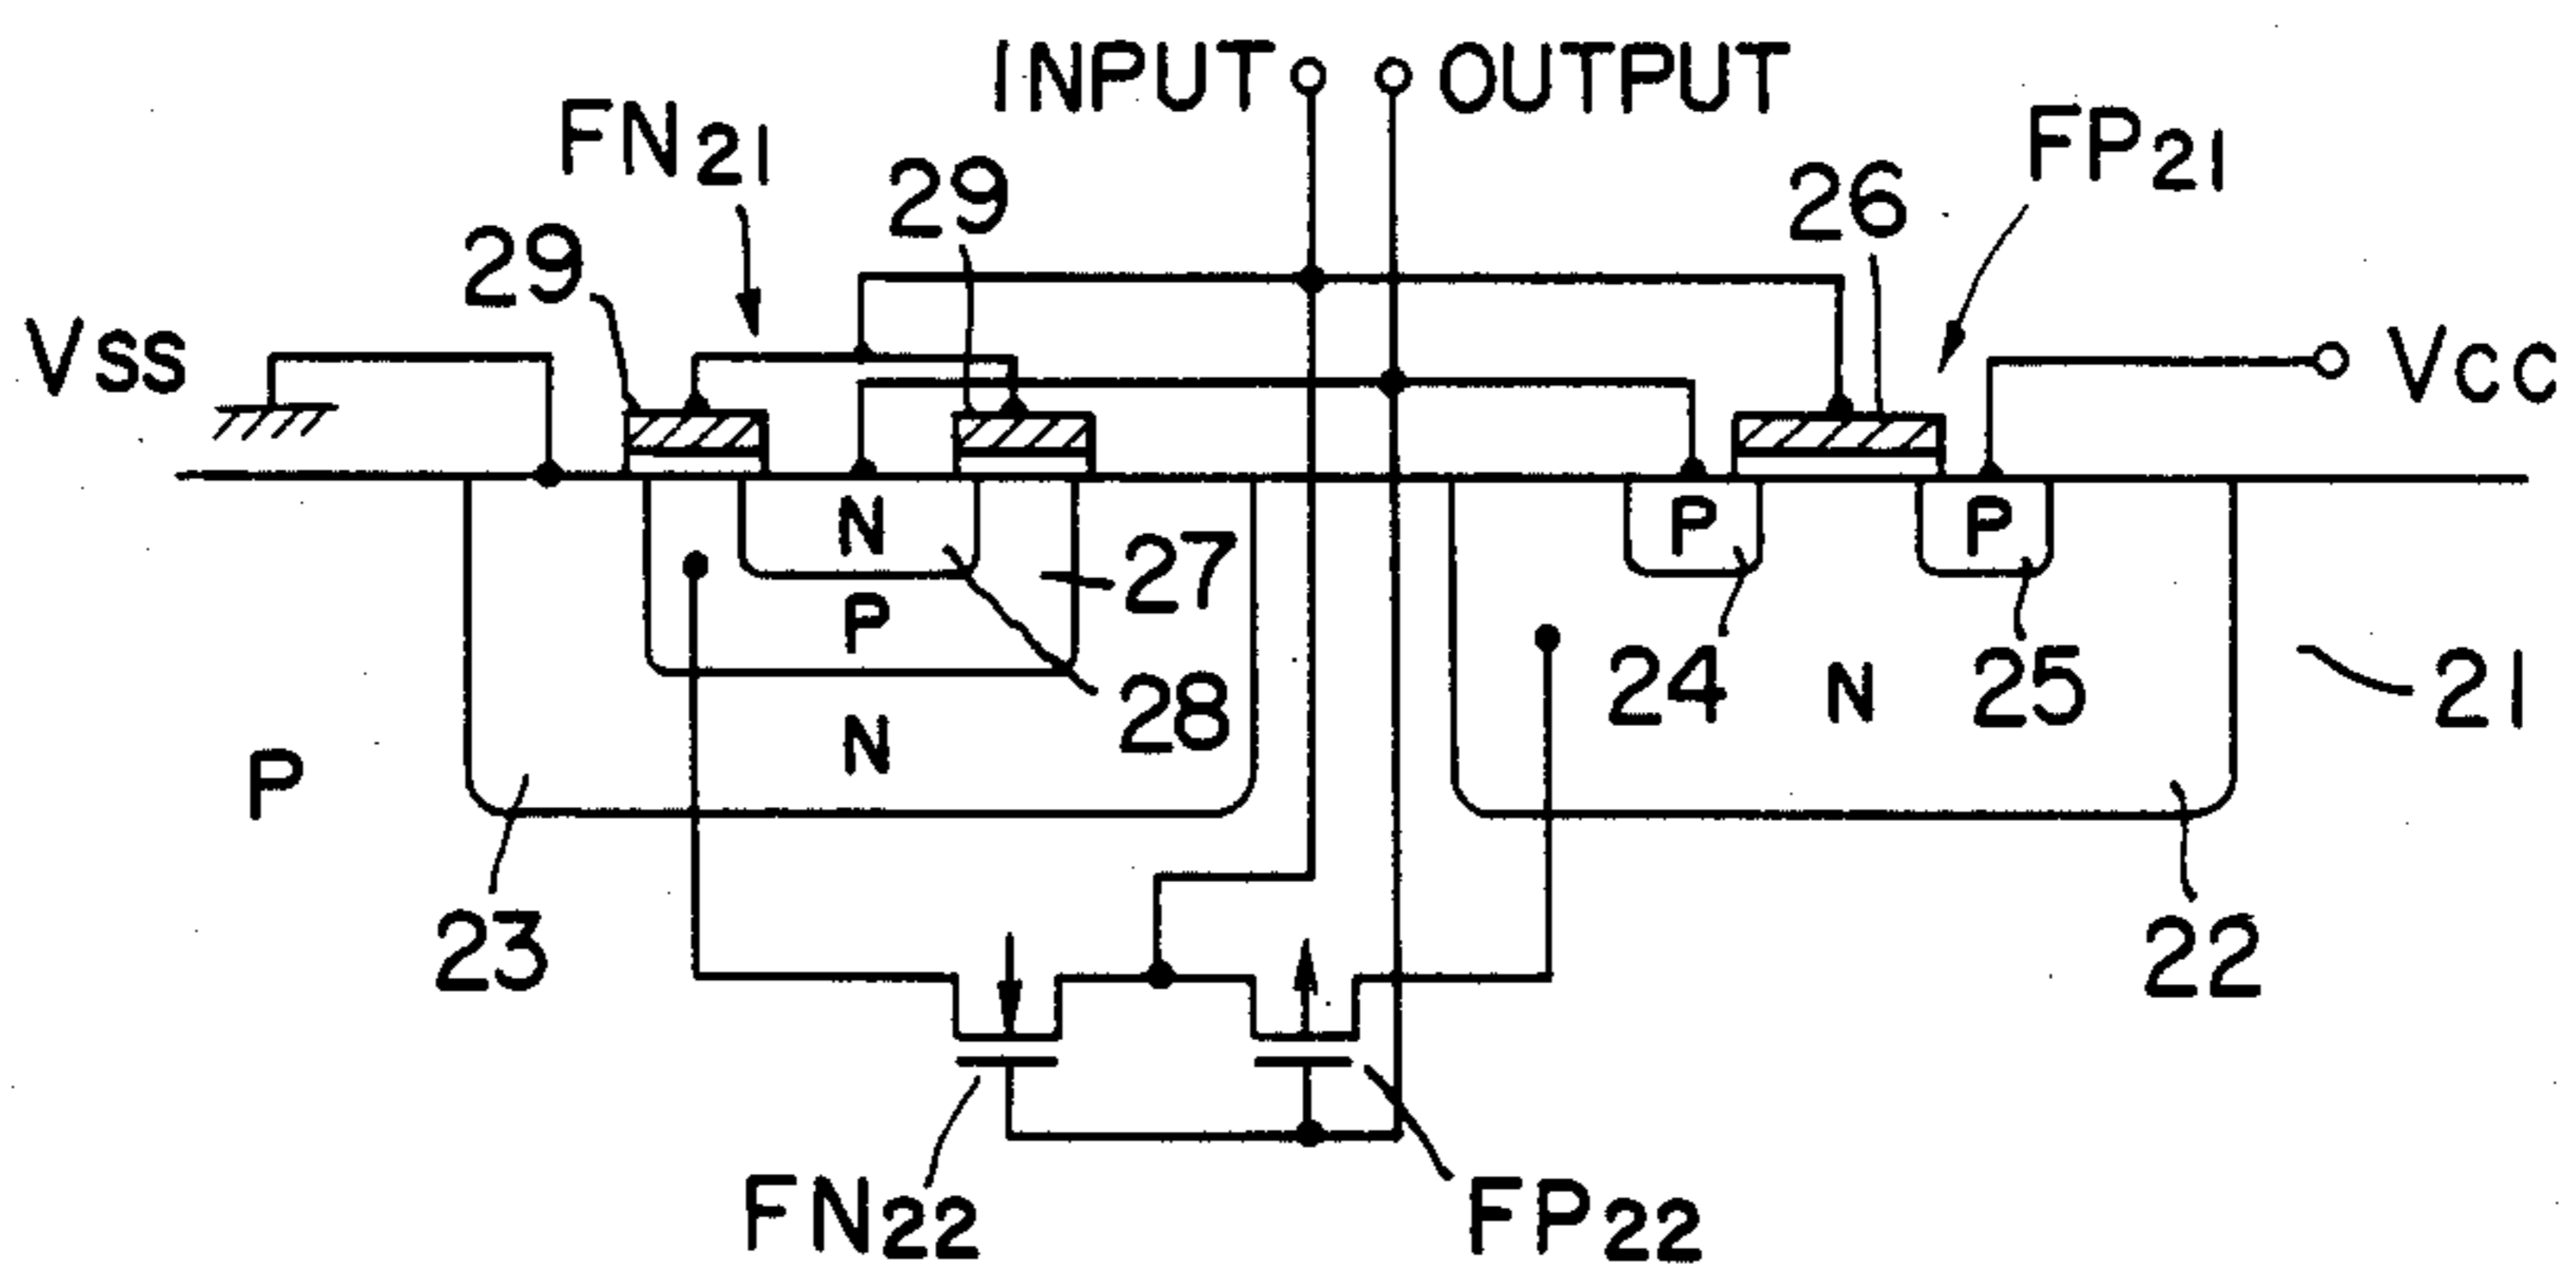 INPUT OUTPUT
FN21 FP21
29 29 26
VSS VCC
N P P
27
P
28 24 N 25 21
N
P
23 22
FN22 FP22